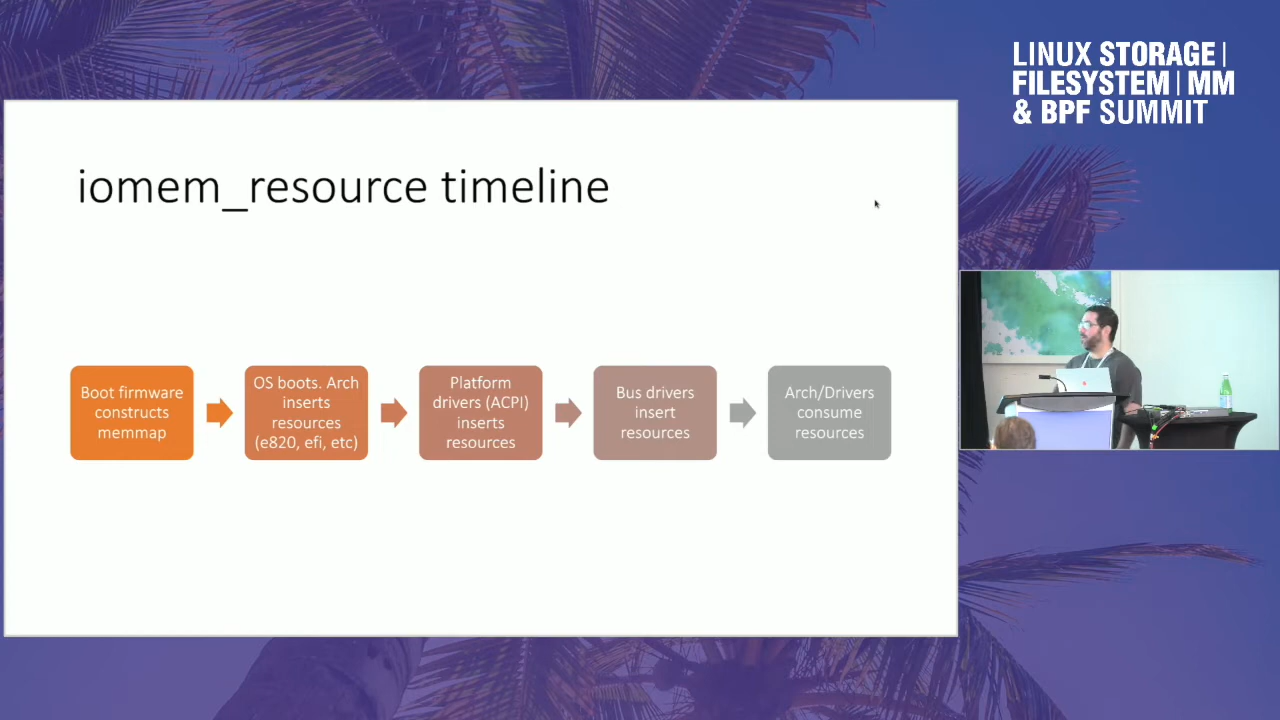 LINUX STORAGE |
FILESYSTEM | MM
& BPF SUMMIT
iomem_resource timeline
Boot firmware
constructs
memmap
OS boots. Arch
inserts
resources
(e820, efi, etc)
Platform
drivers (ACPI)
inserts
resources
Bus drivers
insert
resources
Arch/Drivers
consume
resources